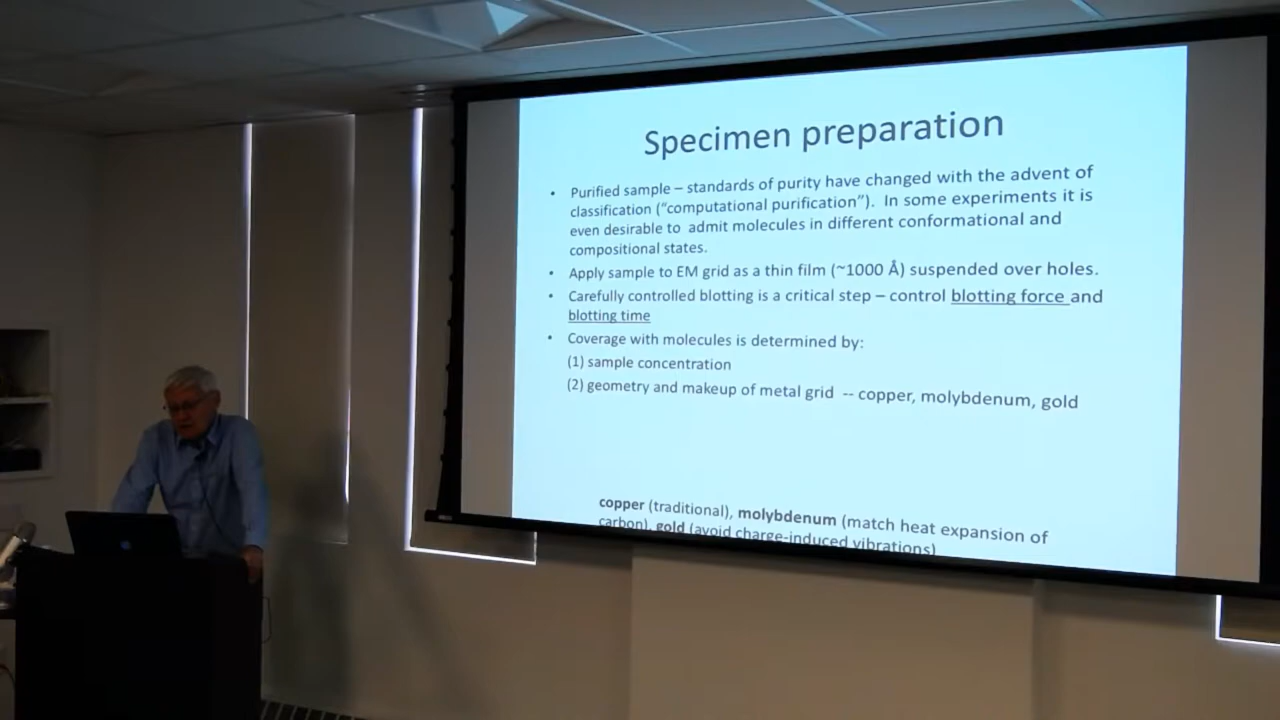 Specimen preparation
• Purified sample – standards of purity have changed with the advent of
classification (“computational purification”). In some experiments it is
even desirable to admit molecules in different conformational and
compositional states.
• Apply sample to EM grid as a thin film (~1000 Å) suspended over holes.
• Carefully controlled blotting is a critical step – control blotting force and
blotting time
• Coverage with molecules is determined by:
(1) sample concentration
(2) geometry and makeup of metal grid -- copper, molybdenum, gold
copper (traditional), molybdenum (match heat expansion of
carbon), gold (avoid charge-induced vibrations)